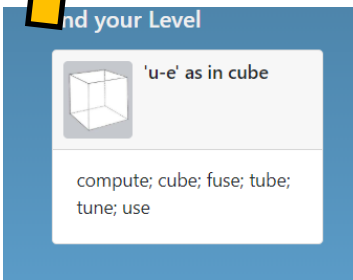 nd your Level
'u-e' as in cube
compute; cube; fuse; tube;
tune; use